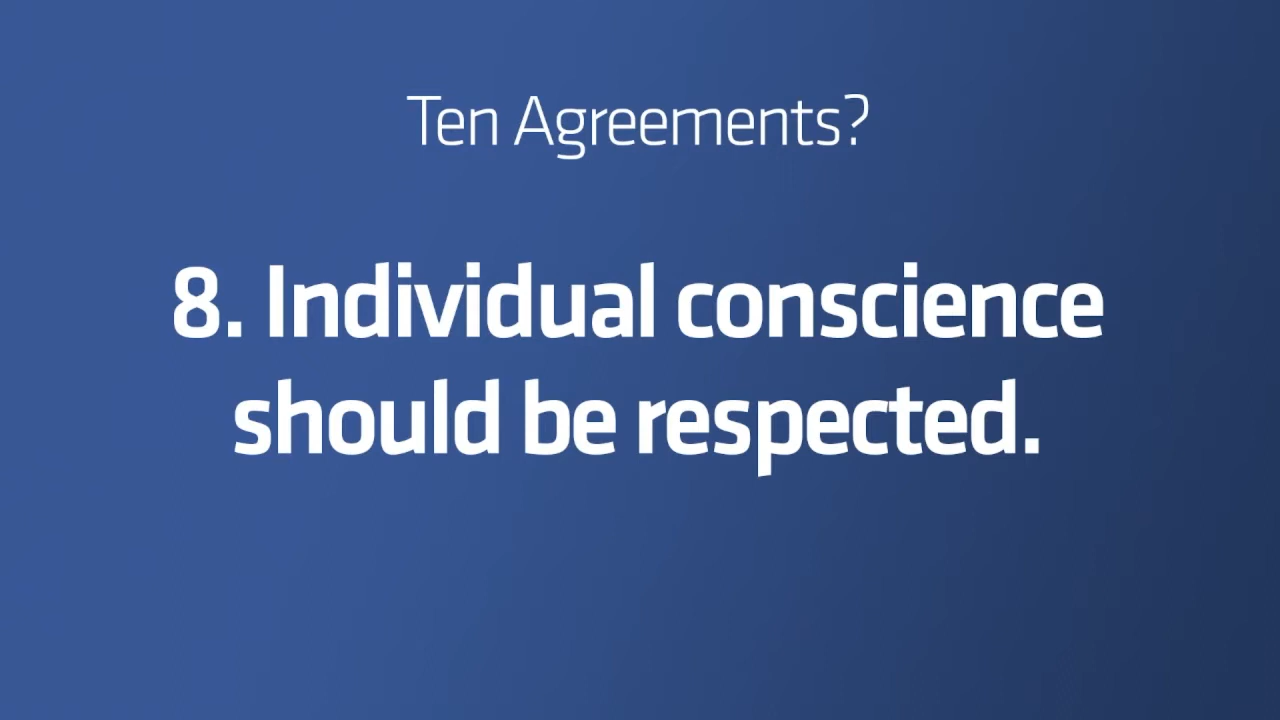 Ten Agreements?
8. Individual conscience
should be respected.